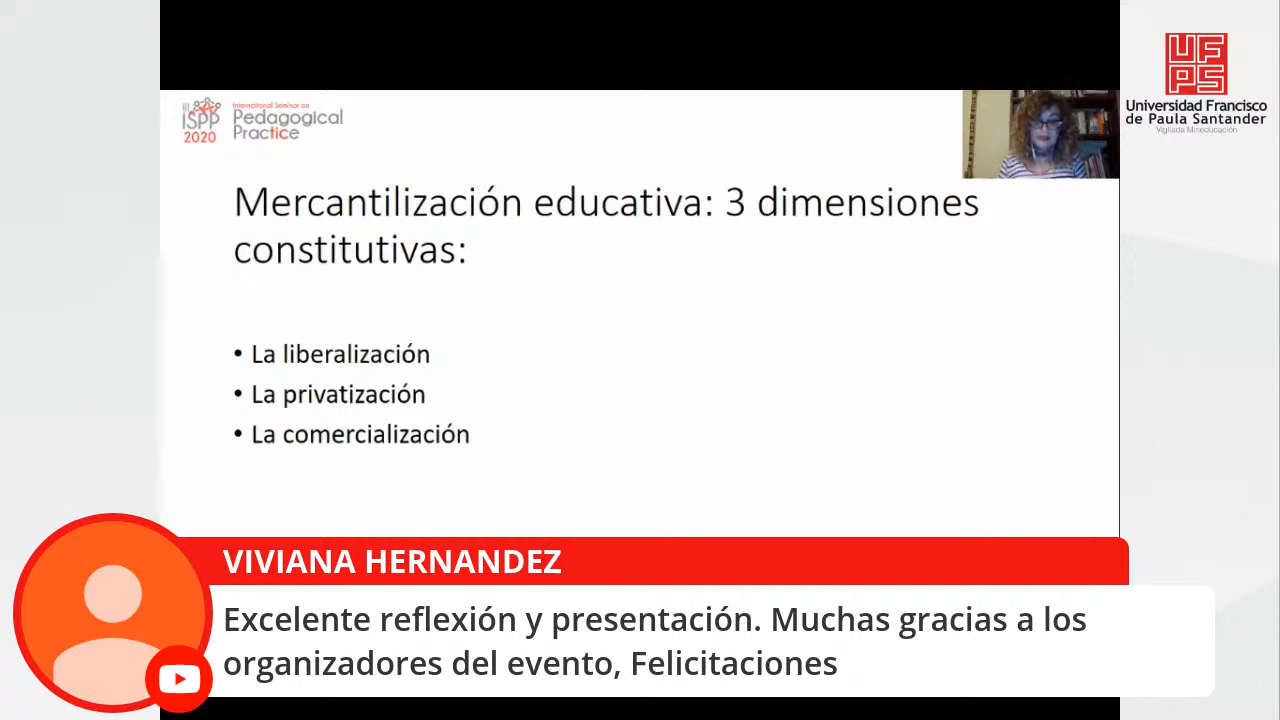 III
ISPP
2020
International Seminar on
Pedagogical
Practice
UF
PS
Universidad Francisco
de Paula Santander
Vigilada Mineducación
Mercantilización educativa: 3 dimensiones
constitutivas:
• La liberalización
• La privatización
• La comercialización
VIVIANA HERNANDEZ
Excelente reflexión y presentación. Muchas gracias a los
organizadores del evento, Felicitaciones